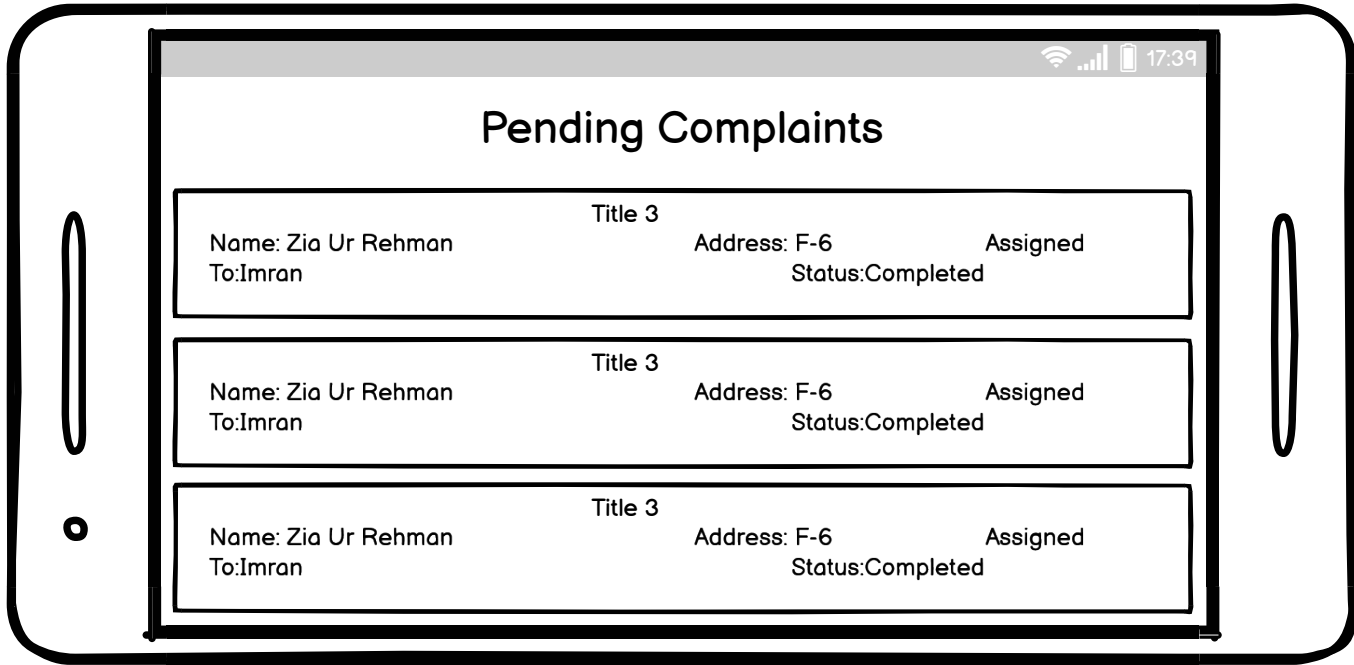 17:39
Pending Complaints
Title 3
Name: Zia Ur Rehman Address: F-6 Assigned
To:Imran Status:Completed
Title 3
Name: Zia Ur Rehman Address: F-6 Assigned
To:Imran Status:Completed
Title 3
Name: Zia Ur Rehman Address: F-6 Assigned
To:Imran Status:Completed